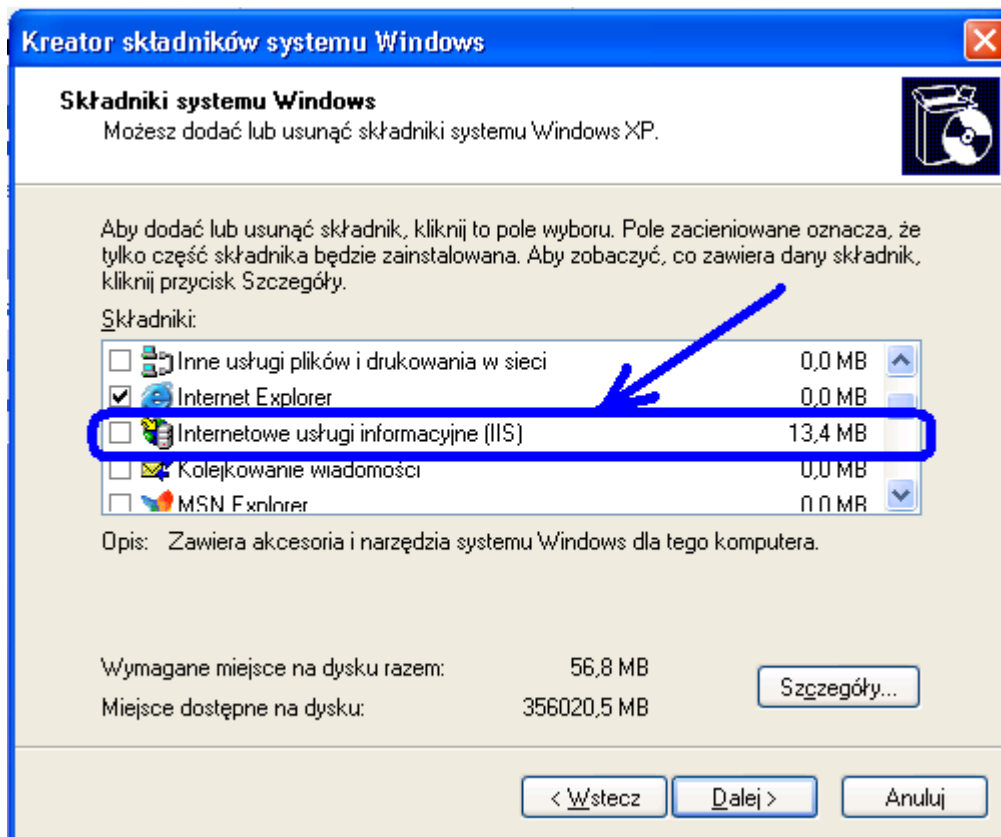 Kreator składników systemu Windows
Składniki systemu Windows
Możesz dodać lub usunąć składniki systemu Windows XP.
Aby dodać lub usunąć składnik, kliknij to pole wyboru. Pole zacieniowane oznacza, że
tylko część składnika będzie zainstalowana. Aby zobaczyć, co zawiera dany składnik,
kliknij przycisk Szczegóły.
Składniki:
Inne usługi plików i drukowania w sieci 0,0 MB
Internet Explorer 0,0 MB
Internetowe usługi informacyjne (IIS) 13,4 MB
Kolejkowanie wiadomości 0,0 MB
MSN Explorer 0,0 MB
Opis: Zawiera akcesoria i narzędzia systemu Windows dla tego komputera.
Wymagane miejsce na dysku razem: 56,8 MB
Miejsce dostępne na dysku: 356020,5 MB
Szczegóły...
< Wstecz Dalej > Anuluj